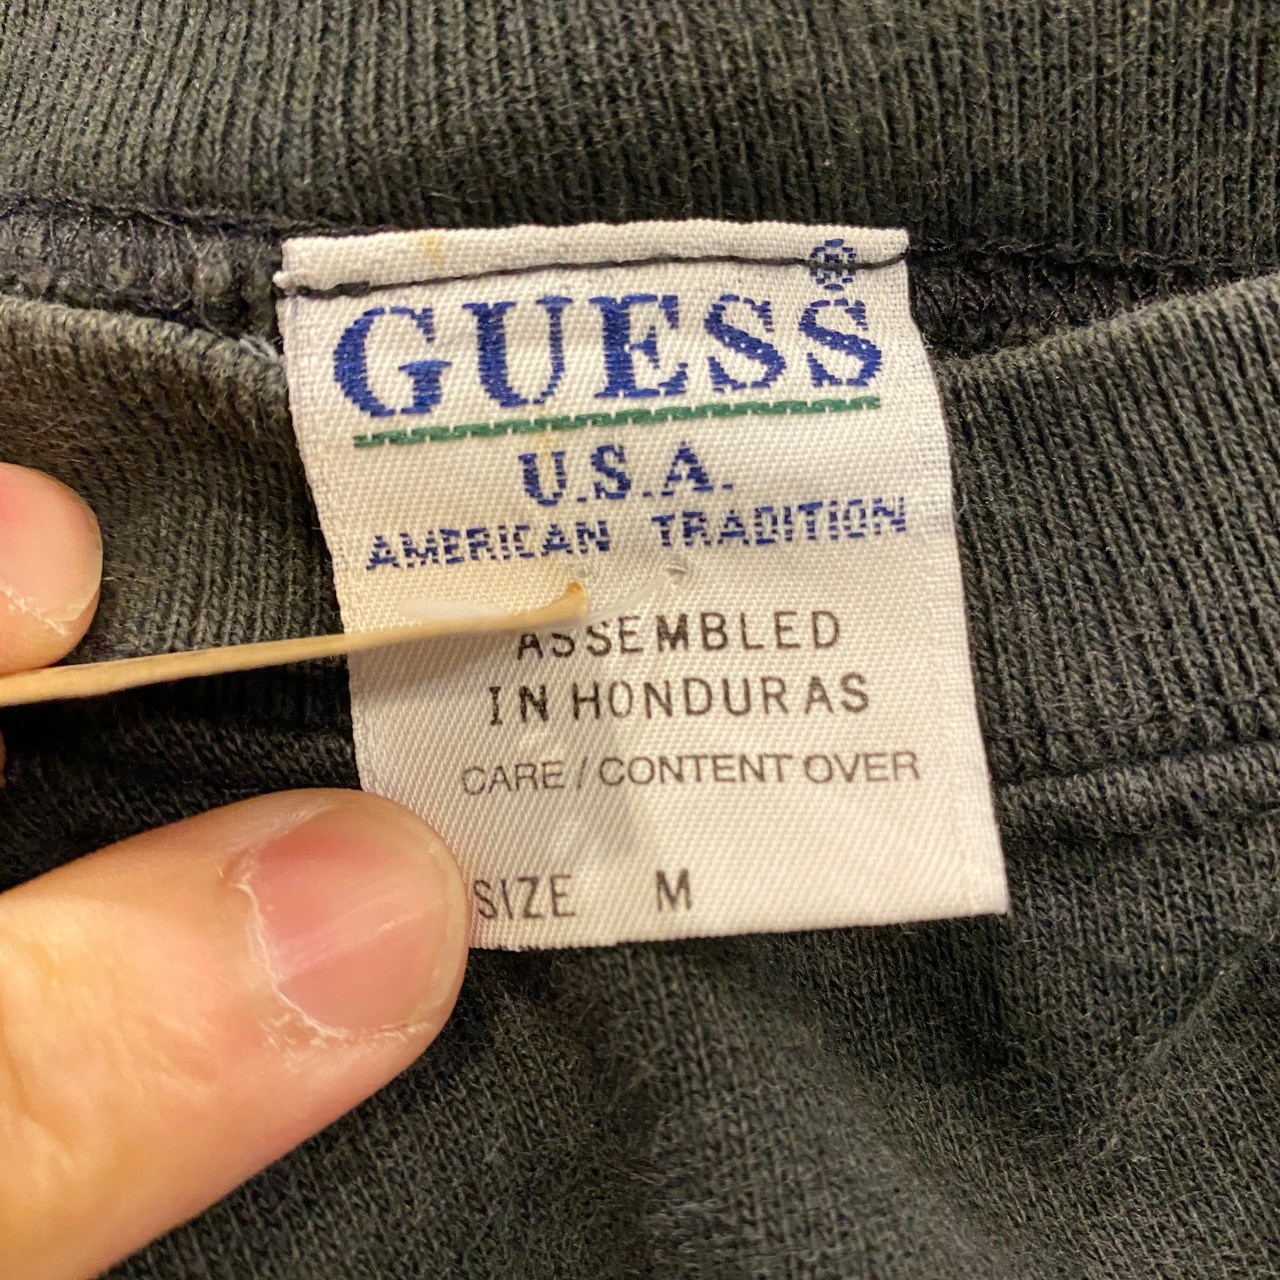 GUESS®
U.S.A.
AMERICAN TRADITION
ASSEMBLED
IN HONDURAS
CARE / CONTENT OVER
SIZE M